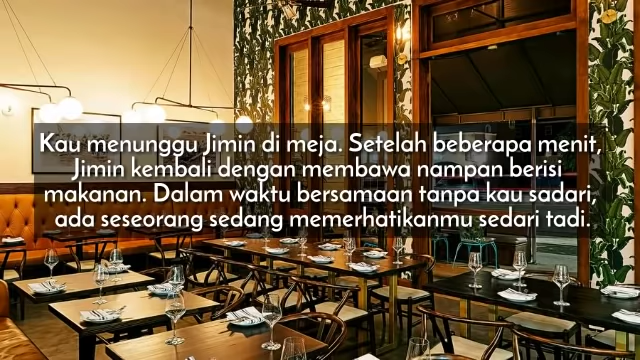 Kau menunggu Jimin di meja. Setelah beberapa menit,
Jimin kembali dengan membawa nampan berisi
makanan. Dalam waktu bersamaan tanpa kau sadari,
ada seseorang sedang memerhatikanmu sedari tadi.